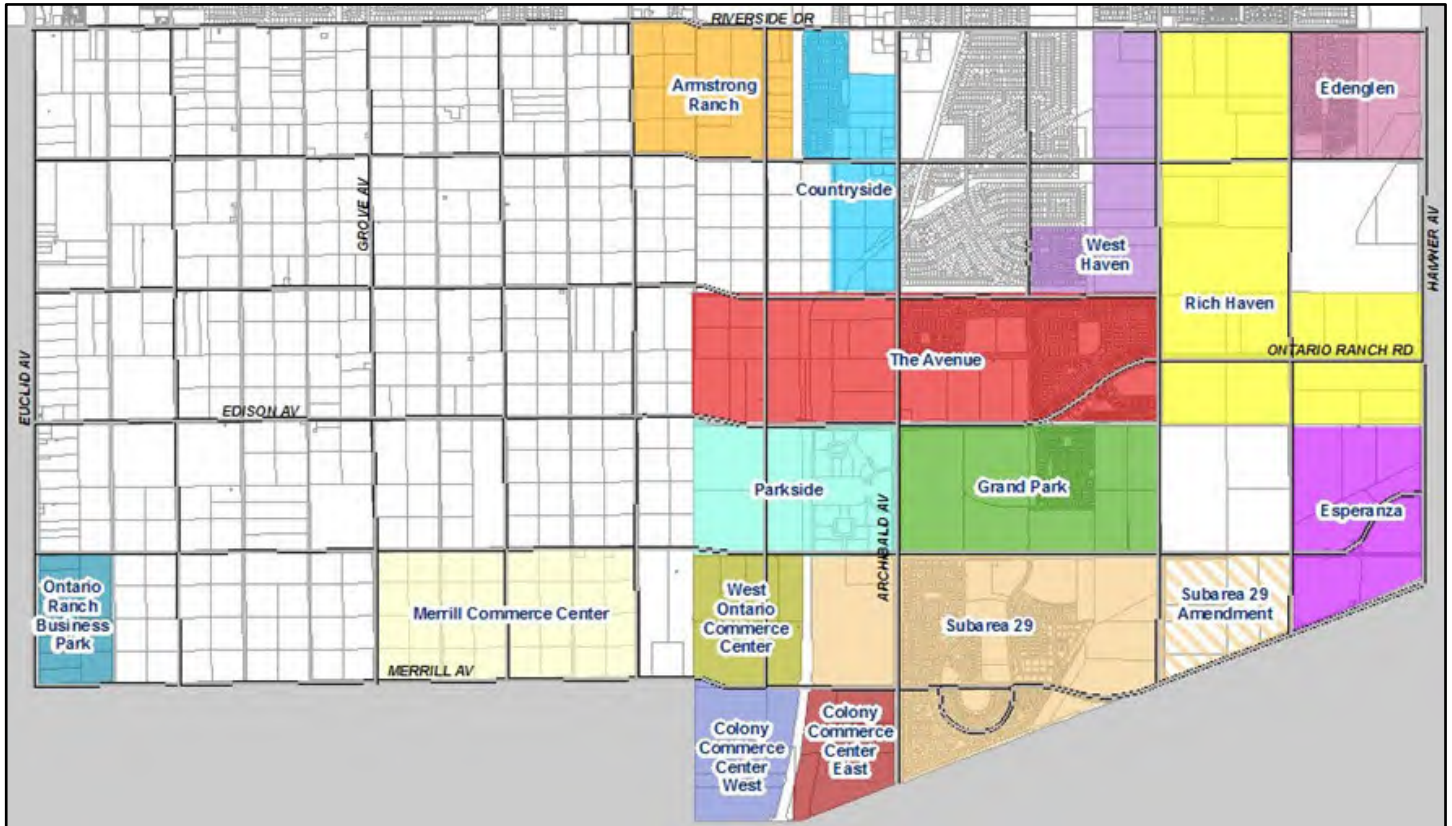 RIVERSIDE DR
Armstrong
Ranch
Edenglen
Countryside
GROVE AV
West
Haven
HAMNER AV
Rich Haven
ONTARIO RANCH RD
The Avenue
EUCLID AV
EDISON AV
Parkside
Grand Park
ARCHIBALD AV
Esperanza
Ontario
Ranch
Business
Park
Merrill Commerce Center
West
Ontario
Commerce
Center
Subarea 29
Subarea 29
Amendment
MERRILL AV
Colony
Commerce
Center
West
Colony
Commerce
Center
East